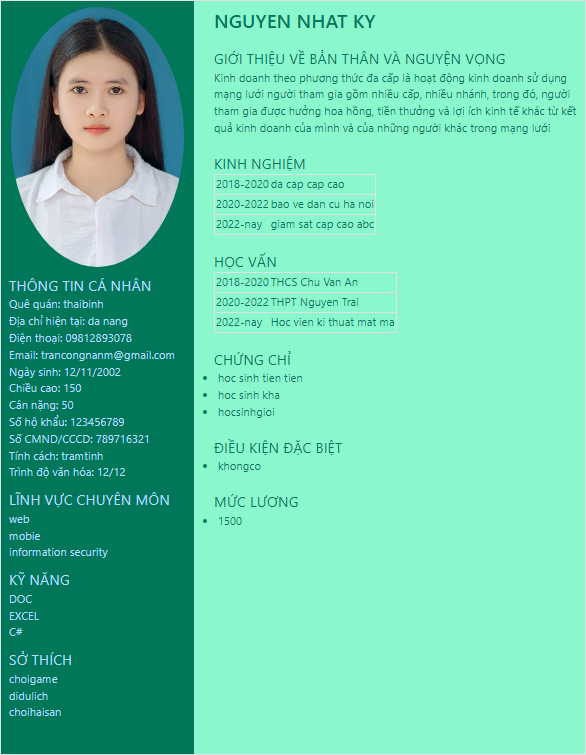 THÔNG TIN CÁ NHÂN
Quê quán: thaibinh
Địa chỉ hiện tại: da nang
Điện thoại: 09812893078
Email: trancongnanm@gmail.com
Ngày sinh: 12/11/2002
Chiều cao: 150
Cân nặng: 50
Số hộ khẩu: 123456789
Số CMND/CCCD: 789716321
Tính cách: tramtinh
Trình độ văn hóa: 12/12
LĨNH VỰC CHUYÊN MÔN
web
mobie
information security
KỸ NĂNG
DOC
EXCEL
C#
SỞ THÍCH
choigame
didulich
choihaisan
NGUYEN NHAT KY
GIỚI THIỆU VỀ BẢN THÂN VÀ NGUYỆN VỌNG
Kinh doanh theo phương thức đa cấp là hoạt động kinh doanh sử dụng
mạng lưới người tham gia gồm nhiều cấp, nhiều nhánh, trong đó, người
tham gia được hưởng hoa hồng, tiền thưởng và lợi ích kinh tế khác từ kết
quả kinh doanh của mình và của những người khác trong mạng lưới
KINH NGHIỆM
2018-2020 da cap cap cao
2020-2022 bao ve dan cu ha noi
2022-nay giam sat cap cao abc
HỌC VẤN
2018-2020 THCS Chu Van An
2020-2022 THPT Nguyen Trai
2022-nay Hoc vien ki thuat mat ma
CHỨNG CHỈ
hoc sinh tien tien
hoc sinh kha
hocsinhgioi
ĐIỀU KIỆN ĐẶC BIỆT
khongco
MỨC LƯƠNG
1500